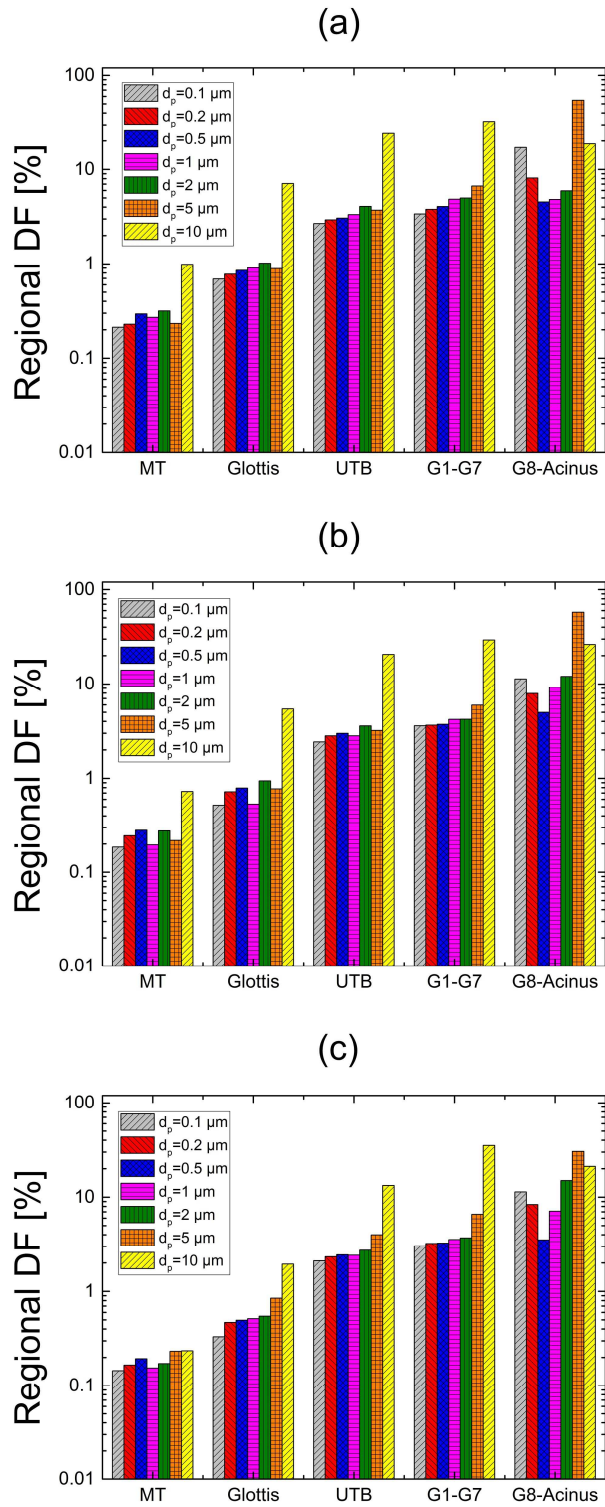 (a)
Regional DF [%]
100
10
1
0.1
0.01
dp=0.1 μm
dp=0.2 μm
dp=0.5 μm
dp=1 μm
dp=2 μm
dp=5 μm
dp=10 μm
MT Glottis UTB G1-G7 G8-Acinus
(b)
Regional DF [%]
100
10
1
0.1
0.01
dp=0.1 μm
dp=0.2 μm
dp=0.5 μm
dp=1 μm
dp=2 μm
dp=5 μm
dp=10 μm
MT Glottis UTB G1-G7 G8-Acinus
(c)
Regional DF [%]
100
10
1
0.1
0.01
dp=0.1 μm
dp=0.2 μm
dp=0.5 μm
dp=1 μm
dp=2 μm
dp=5 μm
dp=10 μm
MT Glottis UTB G1-G7 G8-Acinus